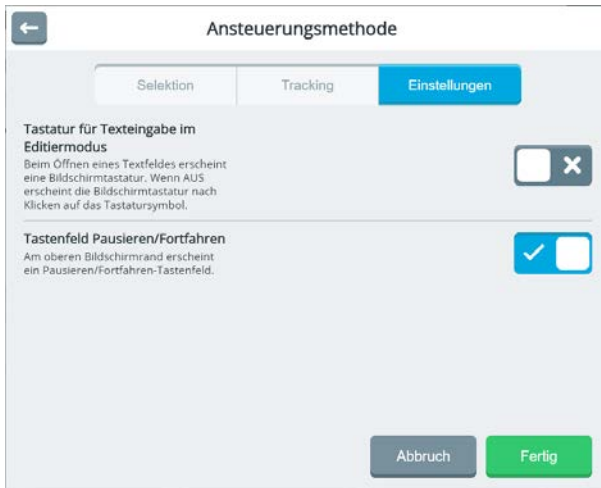 Ansteuerungsmethode
Selektion
Tracking
Einstellungen
Tastatur für Texteingabe im
Editiermodus
Beim Öffnen eines Textfeldes erscheint
eine Bildschirmtastatur. Wenn AUS
erscheint die Bildschirmtastatur nach
Klicken auf das Tastatursymbol.
Tastenfeld Pausieren/Fortfahren
Am oberen Bildschirmrand erscheint
ein Pausieren/Fortfahren-Tastenfeld.
Abbruch
Fertig